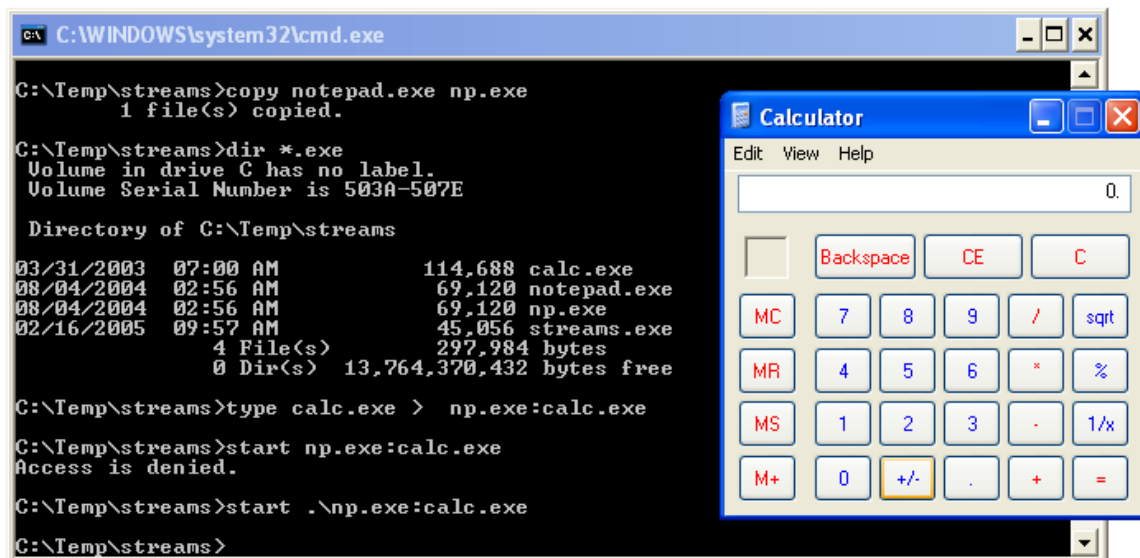 C:\WINDOWS\system32\cmd.exe
C:\Temp\streams>copy notepad.exe np.exe
1 file(s) copied.
C:\Temp\streams>dir *.exe
Volume in drive C has no label.
Volume Serial Number is 503A-507E
Directory of C:\Temp\streams
03/31/2003 07:00 AM 114,688 calc.exe
08/04/2004 02:56 AM 69,120 notepad.exe
08/04/2004 02:56 AM 69,120 np.exe
02/16/2005 09:57 AM 45,056 streams.exe
4 File(s) 297,984 bytes
0 Dir(s) 13,764,370,432 bytes free
C:\Temp\streams>type calc.exe > np.exe:calc.exe
C:\Temp\streams>start np.exe:calc.exe
Access is denied.
C:\Temp\streams>start .\np.exe:calc.exe
C:\Temp\streams>
Calculator
Edit View Help
0.
Backspace CE C
MC 7 8 9 / sqrt
MR 4 5 6 * %
MS 1 2 3 - 1/x
M+ 0 +/- . + =